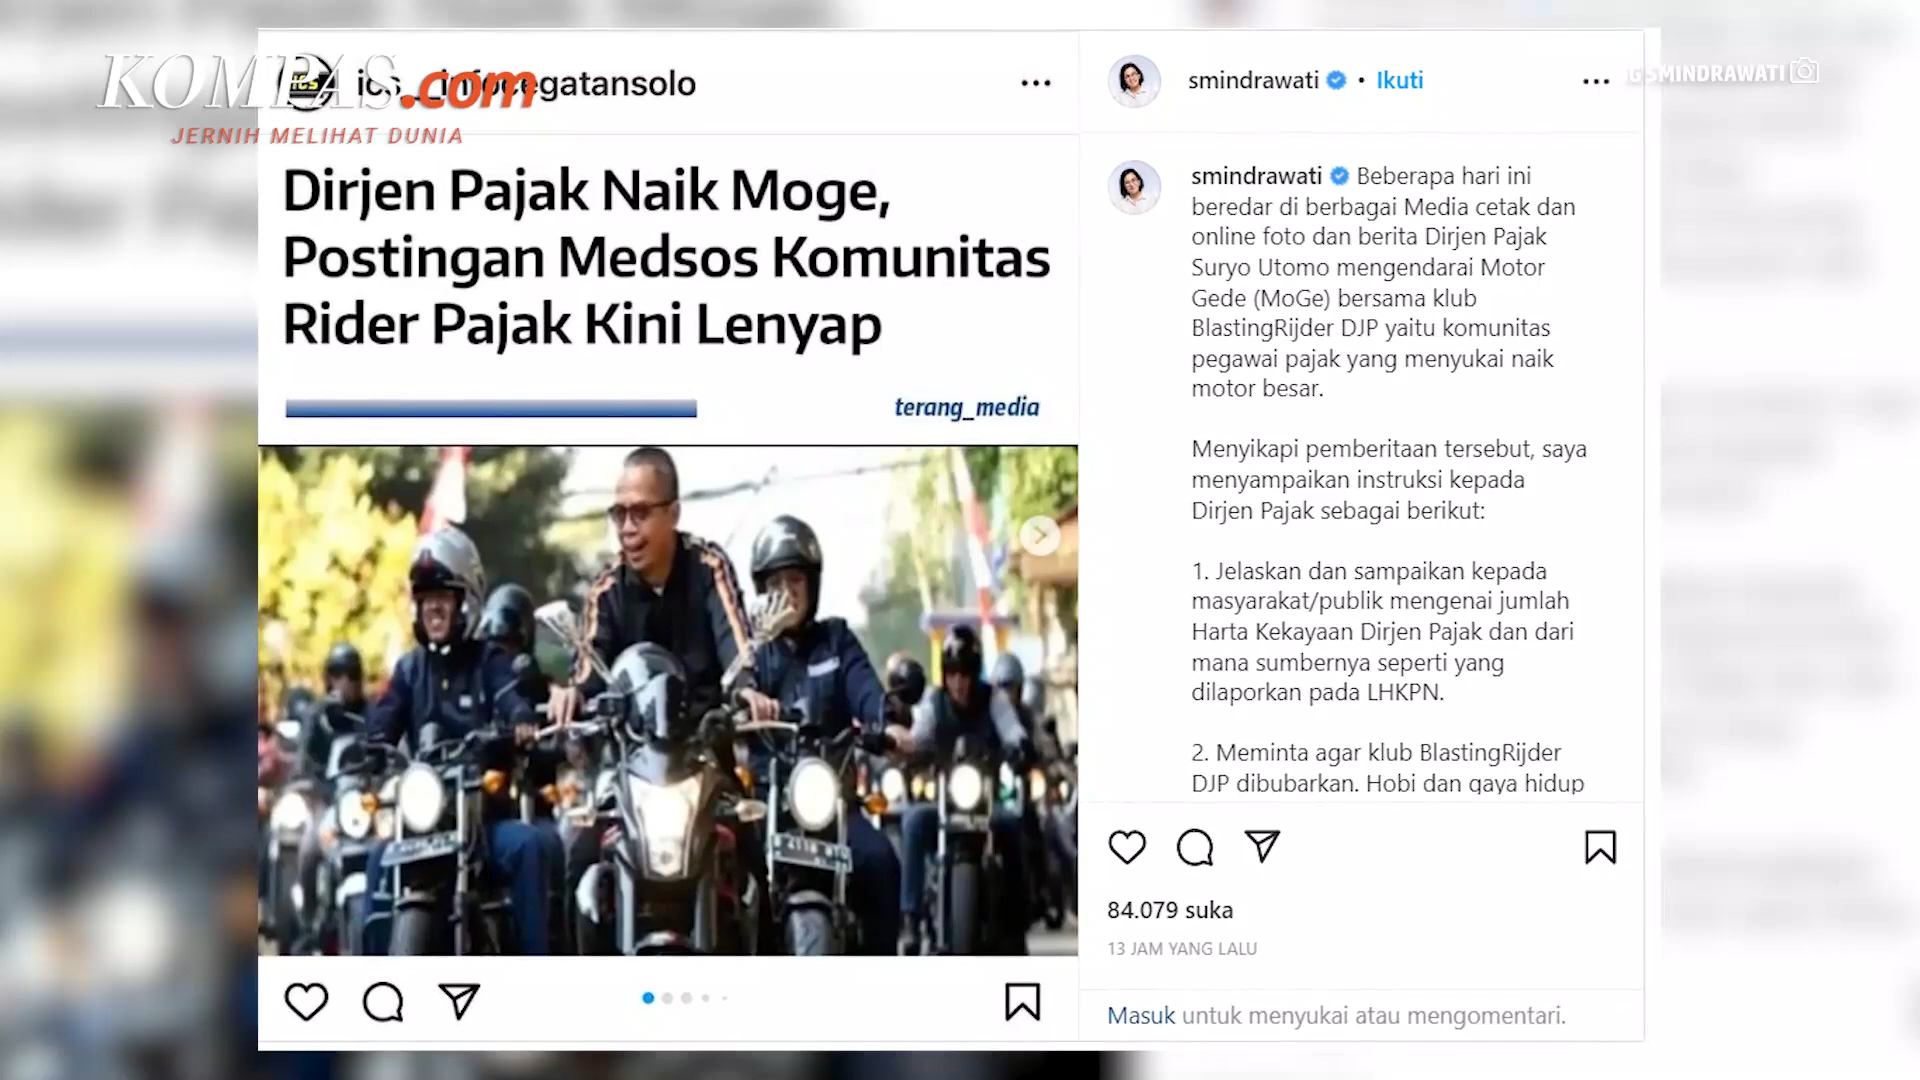 KOMPAS.com
JERNIH MELIHAT DUNIA
egatansolo
Dirjen Pajak Naik Moge,
Postingan Medsos Komunitas
Rider Pajak Kini Lenyap
terang_media
smindrawati • Ikuti
SMINDRAWATI
smindrawati Beberapa hari ini
beredar di berbagai Media cetak dan
online foto dan berita Dirjen Pajak
Suryo Utomo mengendarai Motor
Gede (MoGe) bersama klub
BlastingRijder DJP yaitu komunitas
pegawai pajak yang menyukai naik
motor besar.
Menyikapi pemberitaan tersebut, saya
menyampaikan instruksi kepada
Dirjen Pajak sebagai berikut:
1. Jelaskan dan sampaikan kepada
masyarakat/publik mengenai jumlah
Harta Kekayaan Dirjen Pajak dan dari
mana sumbernya seperti yang
dilaporkan pada LHKPN.
2. Meminta agar klub BlastingRijder
DJP dibubarkan. Hobi dan gaya hidup
84.079 suka
13 JAM YANG LALU
Masuk untuk menyukai atau mengomentari.